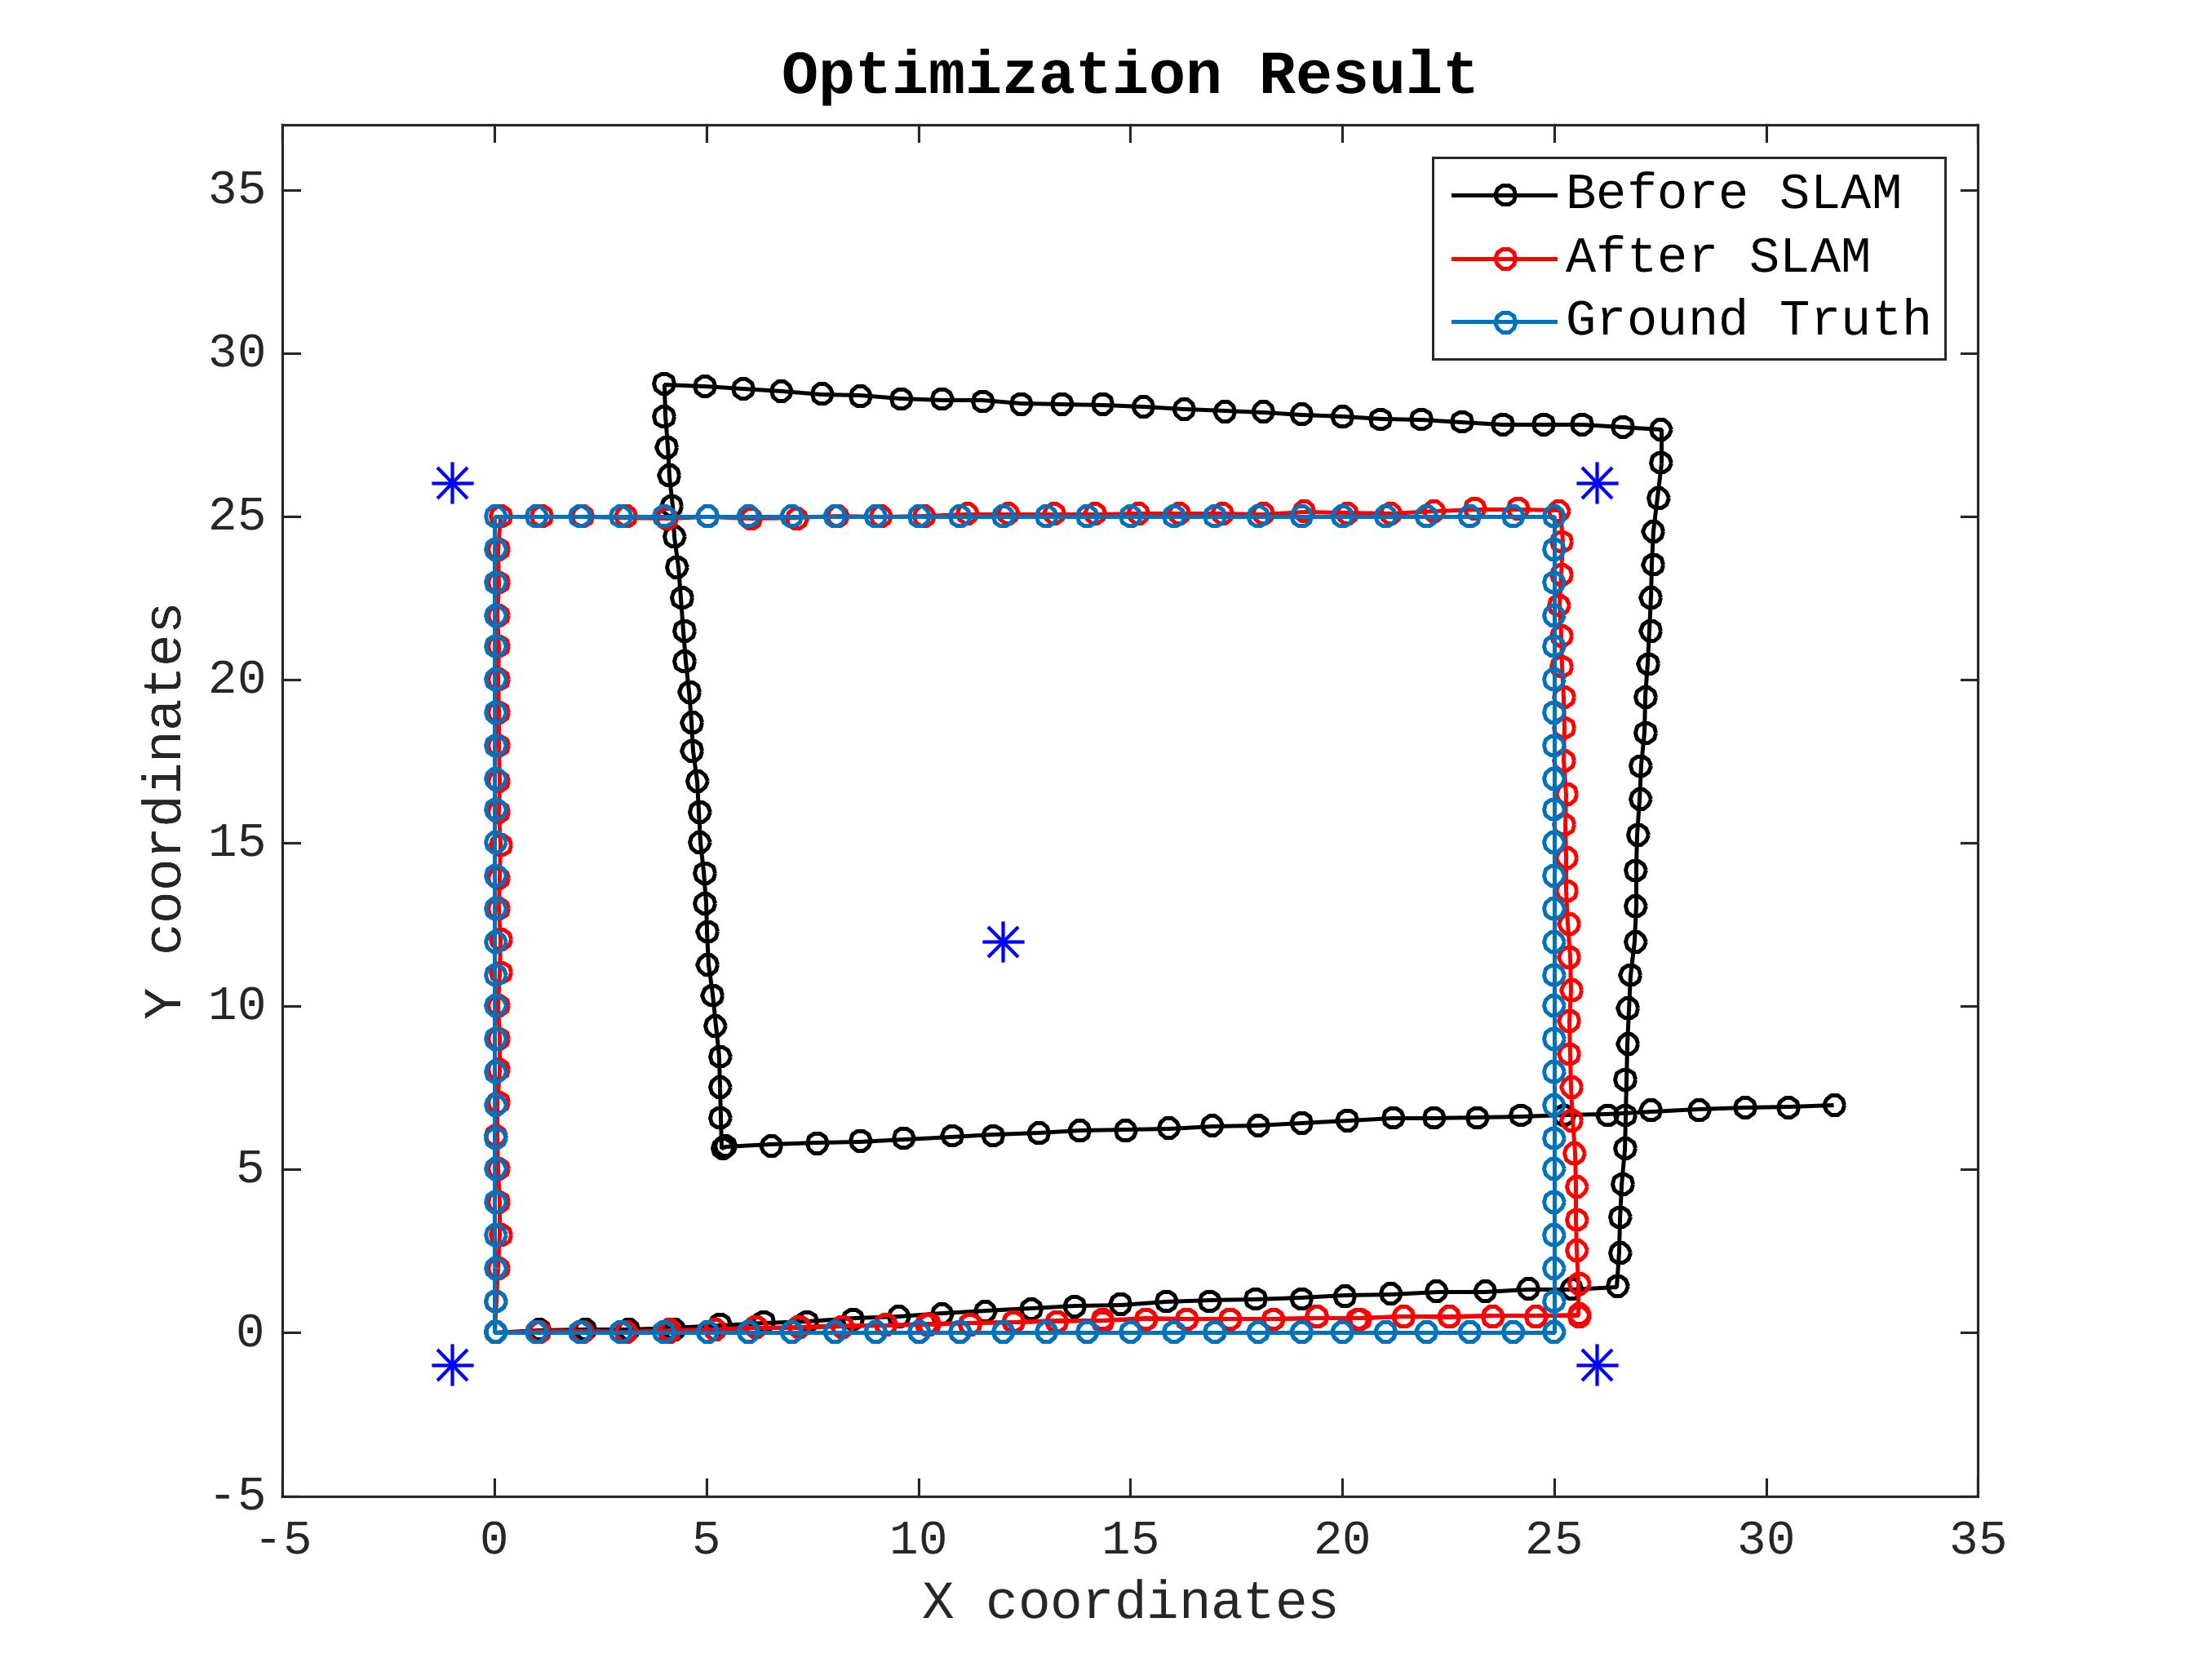 Optimization Result
Before SLAM
After SLAM
Ground Truth
35
30
25
20
15
10
5
0
-5
Y coordinates
-5 0 5 10 15 20 25 30 35
X coordinates